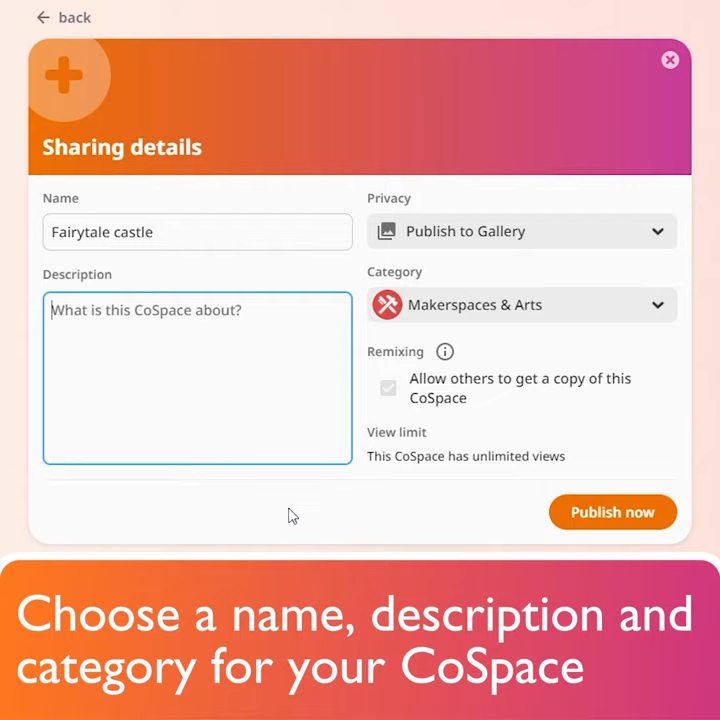 back
Sharing details
Name
Fairytale castle
Description
What is this CoSpace about?
Privacy
Publish to Gallery
Category
Makerspaces & Arts
Remixing
Allow others to get a copy of this
CoSpace
View limit
This CoSpace has unlimited views
Publish now
Choose a name, description and
category for your CoSpace